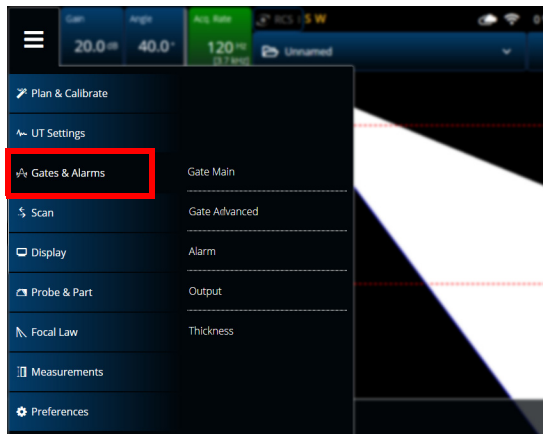 Gain
Angle
Acq. Rate
RCS
S W
20.0 dB
40.0°
120 Hz
(3.7 kHz)
Unnamed
Plan & Calibrate
UT Settings
Gates & Alarms
Gate Main
Scan
Gate Advanced
Display
Alarm
Probe & Part
Output
Focal Law
Thickness
Measurements
Preferences